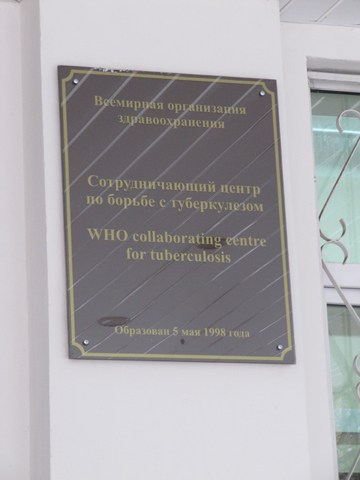 Всемирная организация
здравоохранения
Сотрудничающий центр
по борьбе с туберкулезом
WHO collaborating centre
for tuberculosis
Образован 5 мая 1998 года